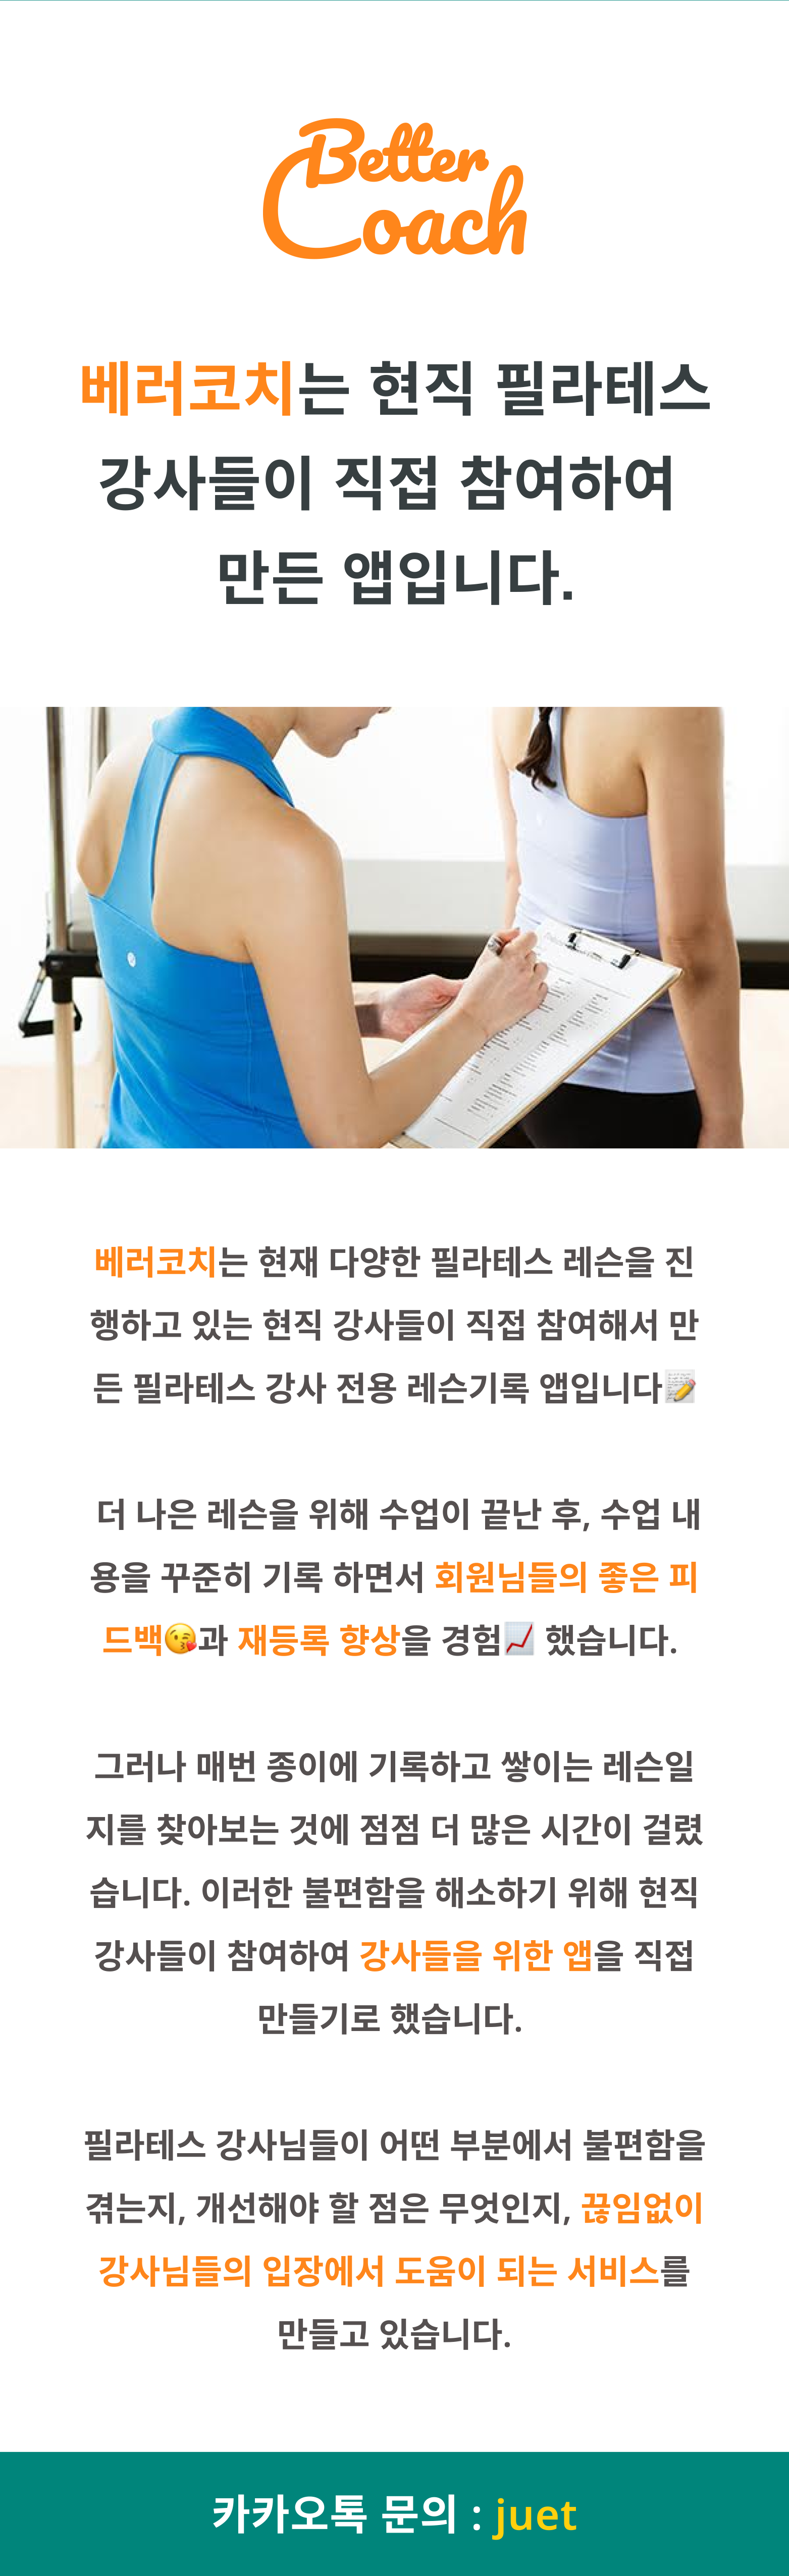 Better
Coach
베러코치는 현직 필라테스
강사들이 직접 참여하여
만든 앱입니다.
베러코치는 현재 다양한 필라테스 레슨을 진
행하고 있는 현직 강사들이 직접 참여해서 만
든 필라테스 강사 전용 레슨기록 앱입니다📝
더 나은 레슨을 위해 수업이 끝난 후, 수업 내
용을 꾸준히 기록 하면서 회원님들의 좋은 피
드백😘과 재등록 향상을 경험📈 했습니다.
그러나 매번 종이에 기록하고 쌓이는 레슨일
지를 찾아보는 것에 점점 더 많은 시간이 걸렸
습니다. 이러한 불편함을 해소하기 위해 현직
강사들이 참여하여 강사들을 위한 앱을 직접
만들기로 했습니다.
필라테스 강사님들이 어떤 부분에서 불편함을
겪는지, 개선해야 할 점은 무엇인지, 끊임없이
강사님들의 입장에서 도움이 되는 서비스를
만들고 있습니다.
카카오톡 문의 : juet